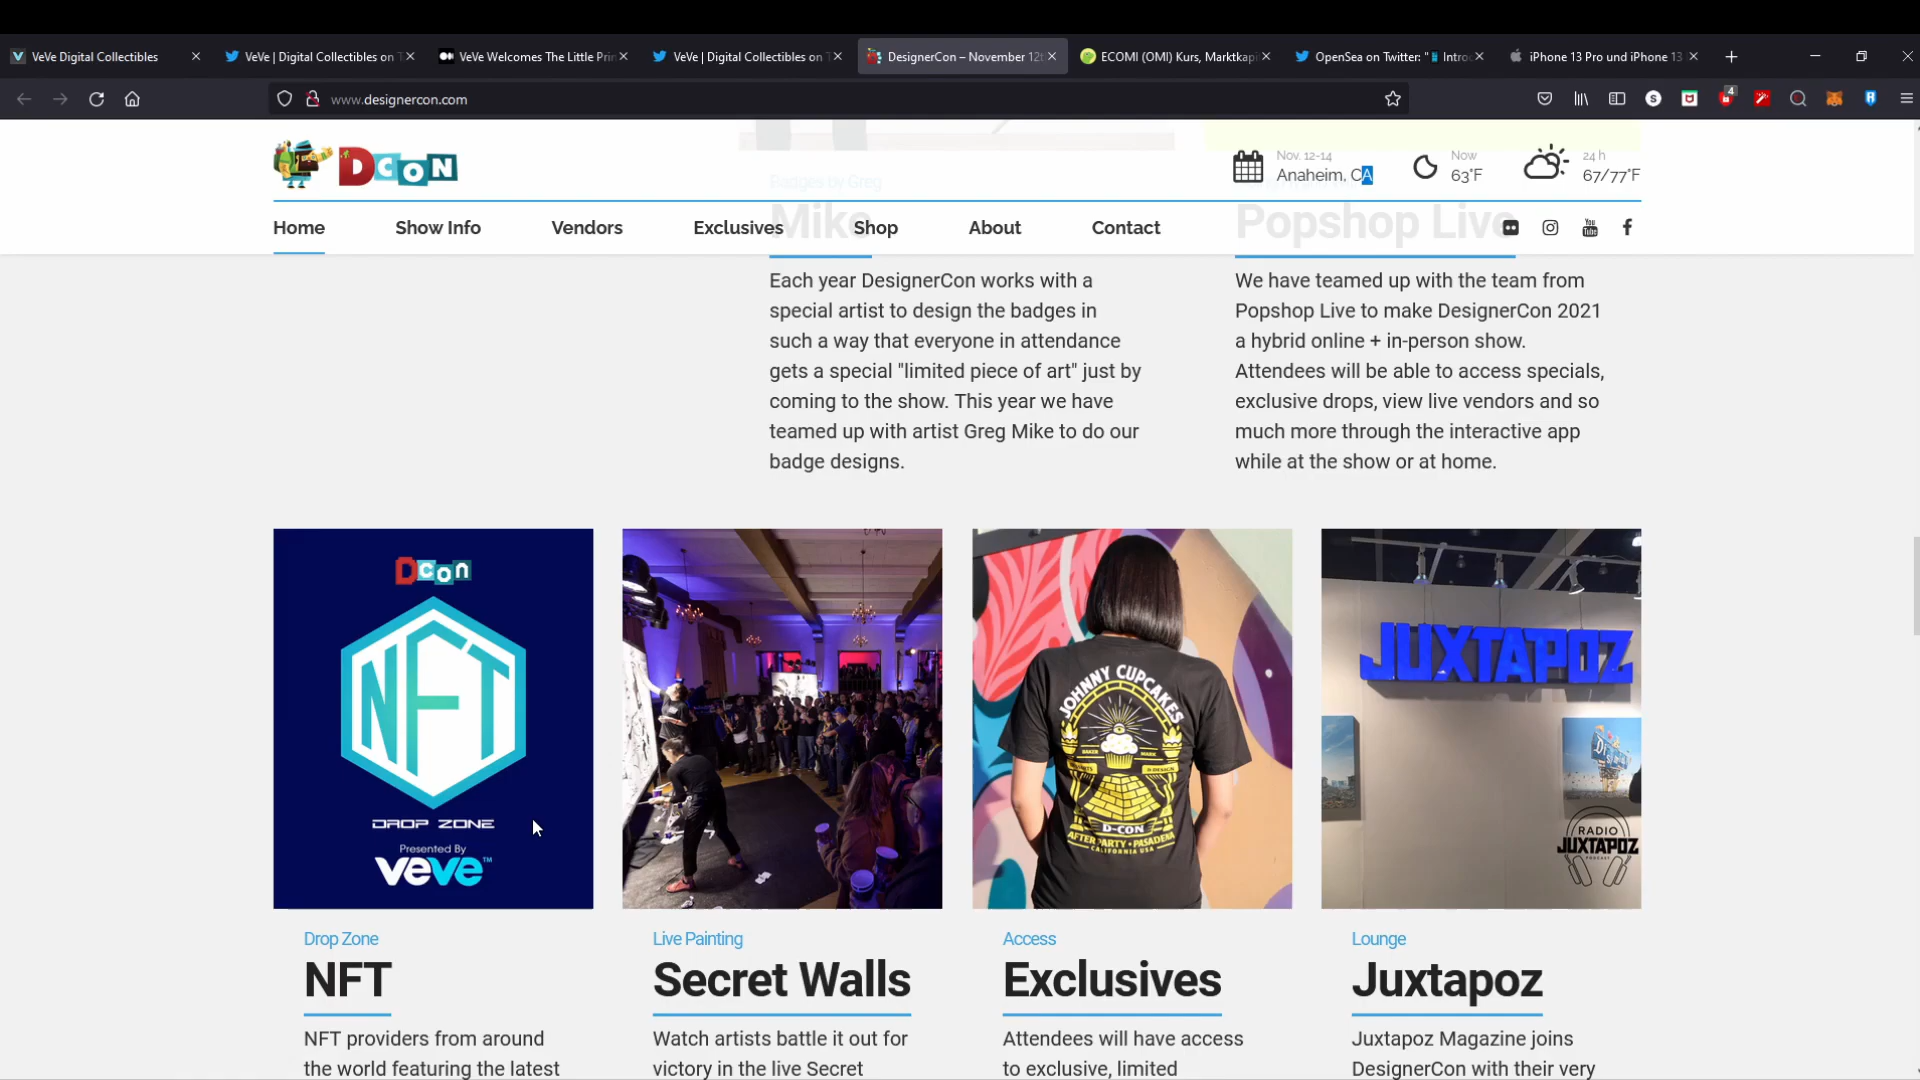 VeVe Digital Collectibles
VeVe | Digital Collectibles on T
VeVe Welcomes The Little Prin
VeVe | Digital Collectibles on T
DesignerCon – November 12t
ECOMI (OMI) Kurs, Marktkapi
OpenSea on Twitter: " Introd
iPhone 13 Pro und iPhone 13
www.designercon.com
4
DCON
Nov. 12-14
Anaheim, CA
Now
63°F
24 h
67/77°F
Home
Show Info
Vendors
Exclusives
Shop
About
Contact
You Tube
Badges by Greg
Mike
Popshop Live
Each year DesignerCon works with a
special artist to design the badges in
such a way that everyone in attendance
gets a special "limited piece of art" just by
coming to the show. This year we have
teamed up with artist Greg Mike to do our
badge designs.
We have teamed up with the team from
Popshop Live to make DesignerCon 2021
a hybrid online + in-person show.
Attendees will be able to access specials,
exclusive drops, view live vendors and so
much more through the interactive app
while at the show or at home.
Dcon
NFT
DROP ZONE
Presented By
veve™
JOHNNY CUPCAKES
BAKER MARK
D-CON
AFTER PARTY • PASADENA
CALIFORNIA USA
JUXTAPOZ
RADIO
JUXTAPOZ
PODCAST
Drop Zone
NFT
NFT providers from around
the world featuring the latest
Live Painting
Secret Walls
Watch artists battle it out for
victory in the live Secret
Access
Exclusives
Attendees will have access
to exclusive, limited
Lounge
Juxtapoz
Juxtapoz Magazine joins
DesignerCon with their very